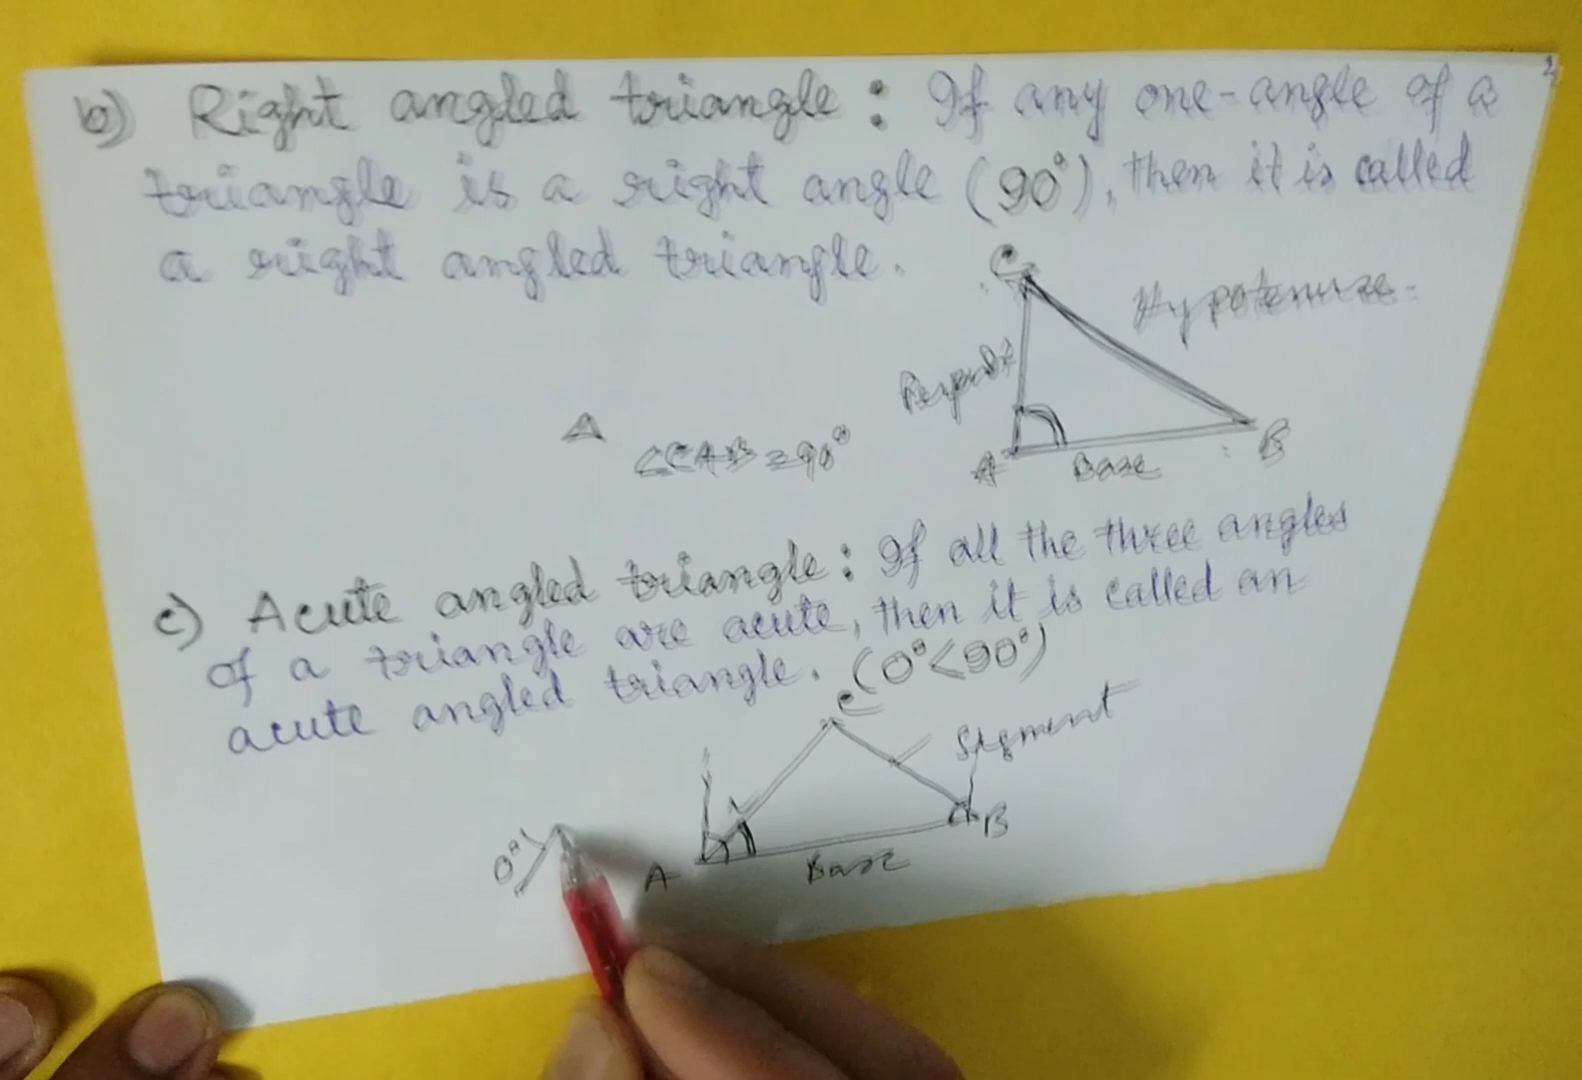 b) Right angled triangle : If any one-angle of a
triangle is a right angle (90°), then it is called
a right angled triangle.
C
Hypotenuse
A
<CAB = 90°
A
Base
B
c) Acute angled triangle : If all the three angles
of a triangle are acute, then it is called an
acute angled triangle. (0°<90°)
C
Segment
0°
A
Base
B